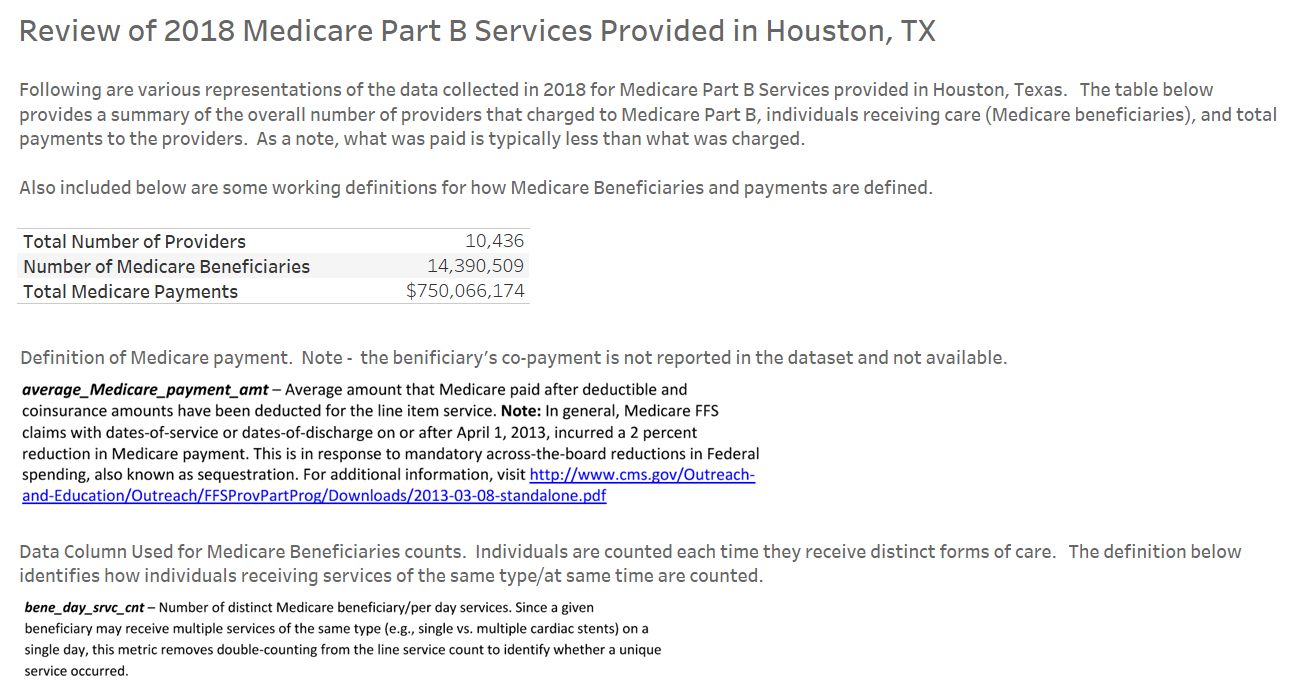 Review of 2018 Medicare Part B Services Provided in Houston, TX
Following are various representations of the data collected in 2018 for Medicare Part B Services provided in Houston, Texas.   The table below
provides a summary of the overall number of providers that charged to Medicare Part B, individuals receiving care (Medicare beneficiaries), and total
payments to the providers.  As a note, what was paid is typically less than what was charged.
Also included below are some working definitions for how Medicare Beneficiaries and payments are defined.
Total Number of Providers 10,436
Number of Medicare Beneficiaries 14,390,509
Total Medicare Payments $750,066,174
Definition of Medicare payment.  Note -  the benificiary's co-payment is not reported in the dataset and not available.
average_Medicare_payment_amt – Average amount that Medicare paid after deductible and
coinsurance amounts have been deducted for the line item service. Note: In general, Medicare FFS
claims with dates-of-service or dates-of-discharge on or after April 1, 2013, incurred a 2 percent
reduction in Medicare payment. This is in response to mandatory across-the-board reductions in Federal
spending, also known as sequestration. For additional information, visit http://www.cms.gov/Outreach-
and-Education/Outreach/FFSProvPartProg/Downloads/2013-03-08-standalone.pdf
Data Column Used for Medicare Beneficiaries counts.  Individuals are counted each time they receive distinct forms of care.   The definition below
identifies how individuals receiving services of the same type/at same time are counted.
bene_day_srvc_cnt – Number of distinct Medicare beneficiary/per day services. Since a given
beneficiary may receive multiple services of the same type (e.g., single vs. multiple cardiac stents) on a
single day, this metric removes double-counting from the line service count to identify whether a unique
service occurred.